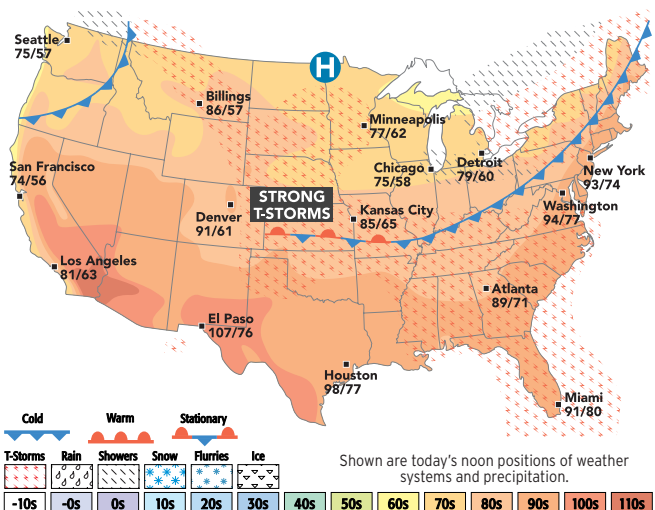 Seattle
75/57
H
Billings
86/57
Minneapolis
77/62
San Francisco
74/56
Chicago
75/58
Detroit
79/60
New York
93/74
Washington
94/77
STRONG
T-STORMS
Denver
91/61
Kansas City
85/65
Los Angeles
81/63
Atlanta
89/71
El Paso
107/76
Houston
98/77
Miami
91/80
Cold Warm Stationary
T-Storms Rain Showers Snow Flurries Ice
Shown are today's noon positions of weather
systems and precipitation.
-10s -0s 0s 10s 20s 30s 40s 50s 60s 70s 80s 90s 100s 110s